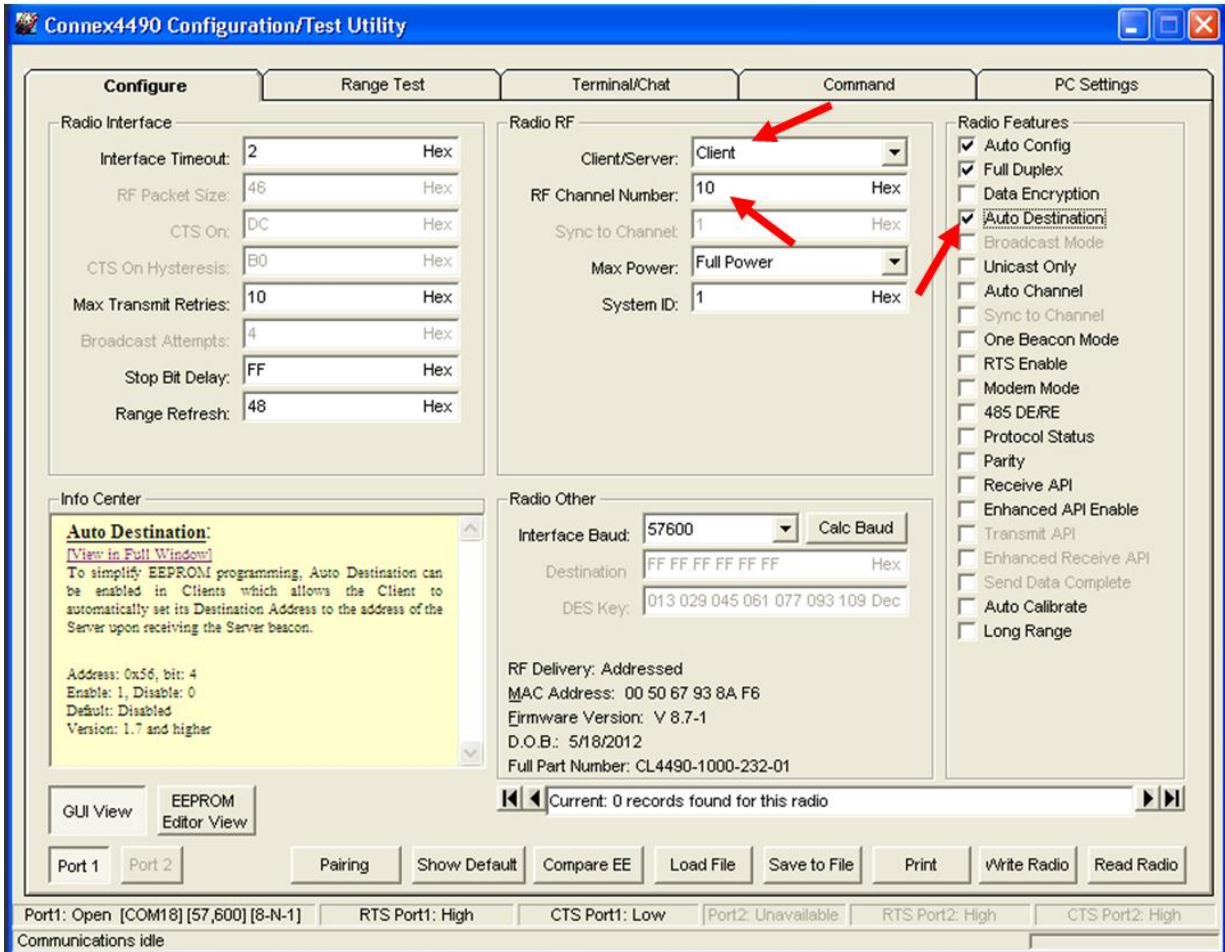 Connex4490 Configuration/Test Utility
Configure
Range Test
Terminal/Chat
Command
PC Settings
Radio Interface
Interface Timeout: 2 Hex
RF Packet Size: 46 Hex
CTS On: DC Hex
CTS On Hysteresis: B0 Hex
Max Transmit Retries: 10 Hex
Broadcast Attempts: 4 Hex
Stop Bit Delay: FF Hex
Range Refresh: 48 Hex
Radio RF
Client/Server: Client
RF Channel Number: 10 Hex
Sync to Channel: 1 Hex
Max Power: Full Power
System ID: 1 Hex
Radio Features
Auto Config
Full Duplex
Data Encryption
Auto Destination
Broadcast Mode
Unicast Only
Auto Channel
Sync to Channel
One Beacon Mode
RTS Enable
Modem Mode
485 DE/RE
Protocol Status
Parity
Receive API
Enhanced API Enable
Transmit API
Enhanced Receive API
Send Data Complete
Auto Calibrate
Long Range
Info Center
Auto Destination:
[View in Full Window]
To simplify EEPROM programming, Auto Destination can
be enabled in Clients which allows the Client to
automatically set its Destination Address to the address of the
Server upon receiving the Server beacon.
Address: 0x56, bit: 4
Enable: 1, Disable: 0
Default: Disabled
Version: 1.7 and higher
Radio Other
Interface Baud: 57600 Calc Baud
Destination FF FF FF FF FF FF Hex
DES Key: 013 029 045 061 077 093 109 Dec
RF Delivery: Addressed
MAC Address: 00 50 67 93 8A F6
Firmware Version: V 8.7-1
D.O.B.: 5/18/2012
Full Part Number: CL4490-1000-232-01
Current: 0 records found for this radio
GUI View
EEPROM
Editor View
Port 1
Port 2
Pairing
Show Default
Compare EE
Load File
Save to File
Print
Write Radio
Read Radio
Port1: Open [COM18] [57,600] [8-N-1]
RTS Port1: High
CTS Port1: Low
Port2: Unavailable
RTS Port2: High
CTS Port2: High
Communications idle